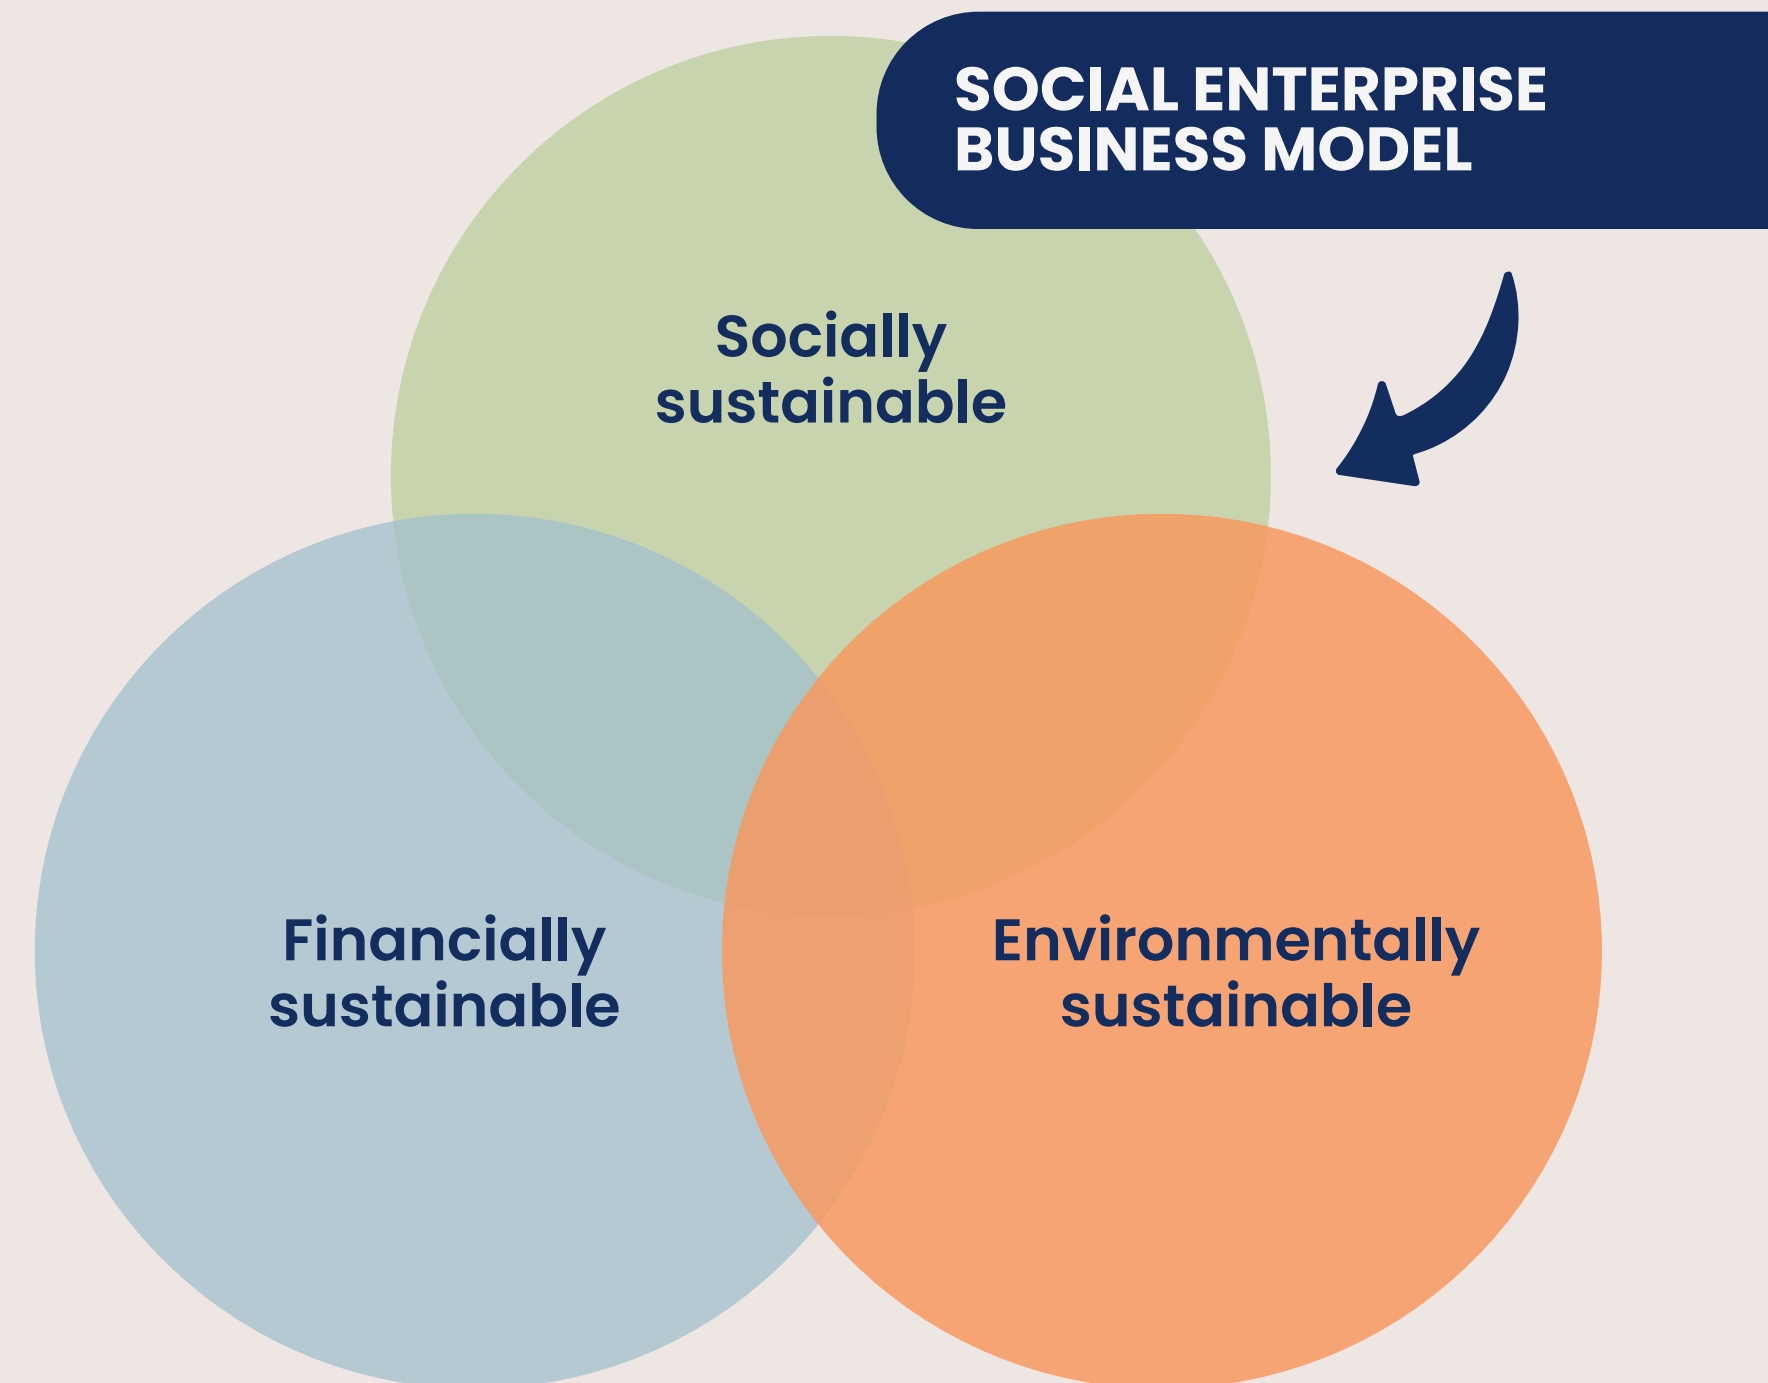 SOCIAL ENTERPRISE
BUSINESS MODEL
Socially
sustainable
Financially
sustainable
Environmentally
sustainable